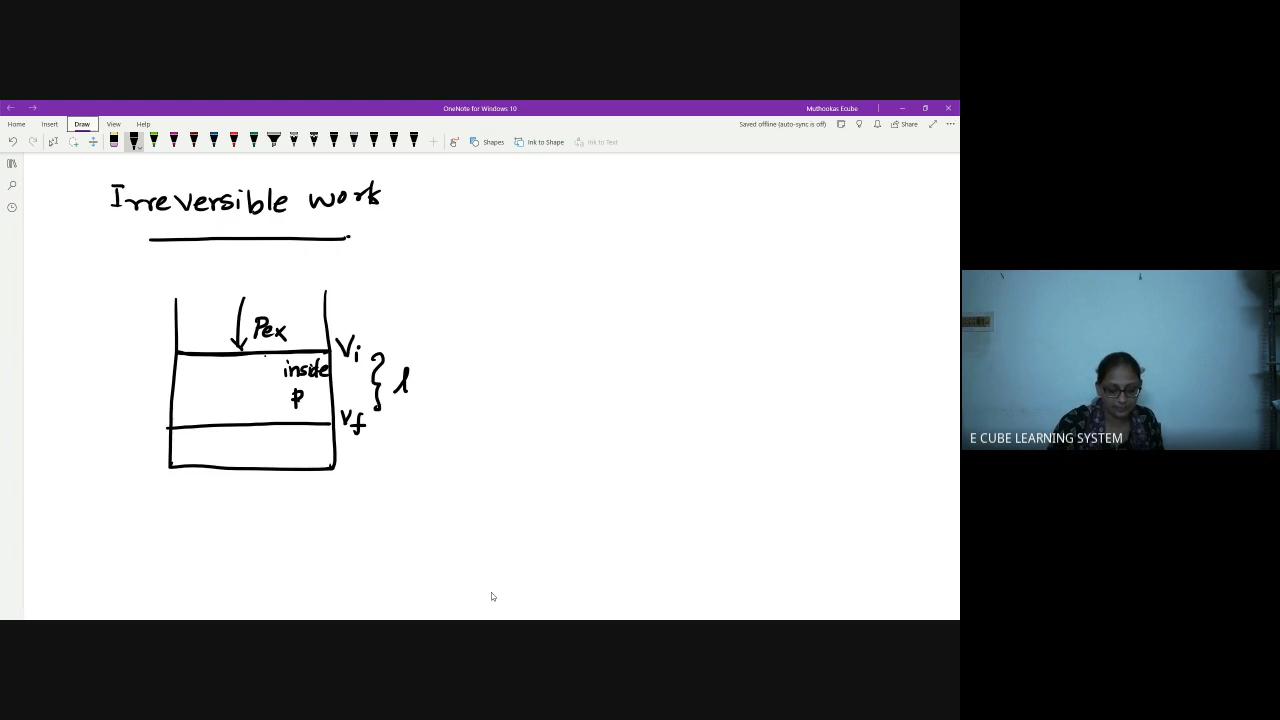 OneNote for Windows 10
Muthookas Ecube
Home Insert Draw View Help
Saved offline (auto-sync is off)
Share
Shapes
Ink to Shape
Ink to Text
Irreversible work
Pex
Vi
inside
p
l
Vf
E CUBE LEARNING SYSTEM